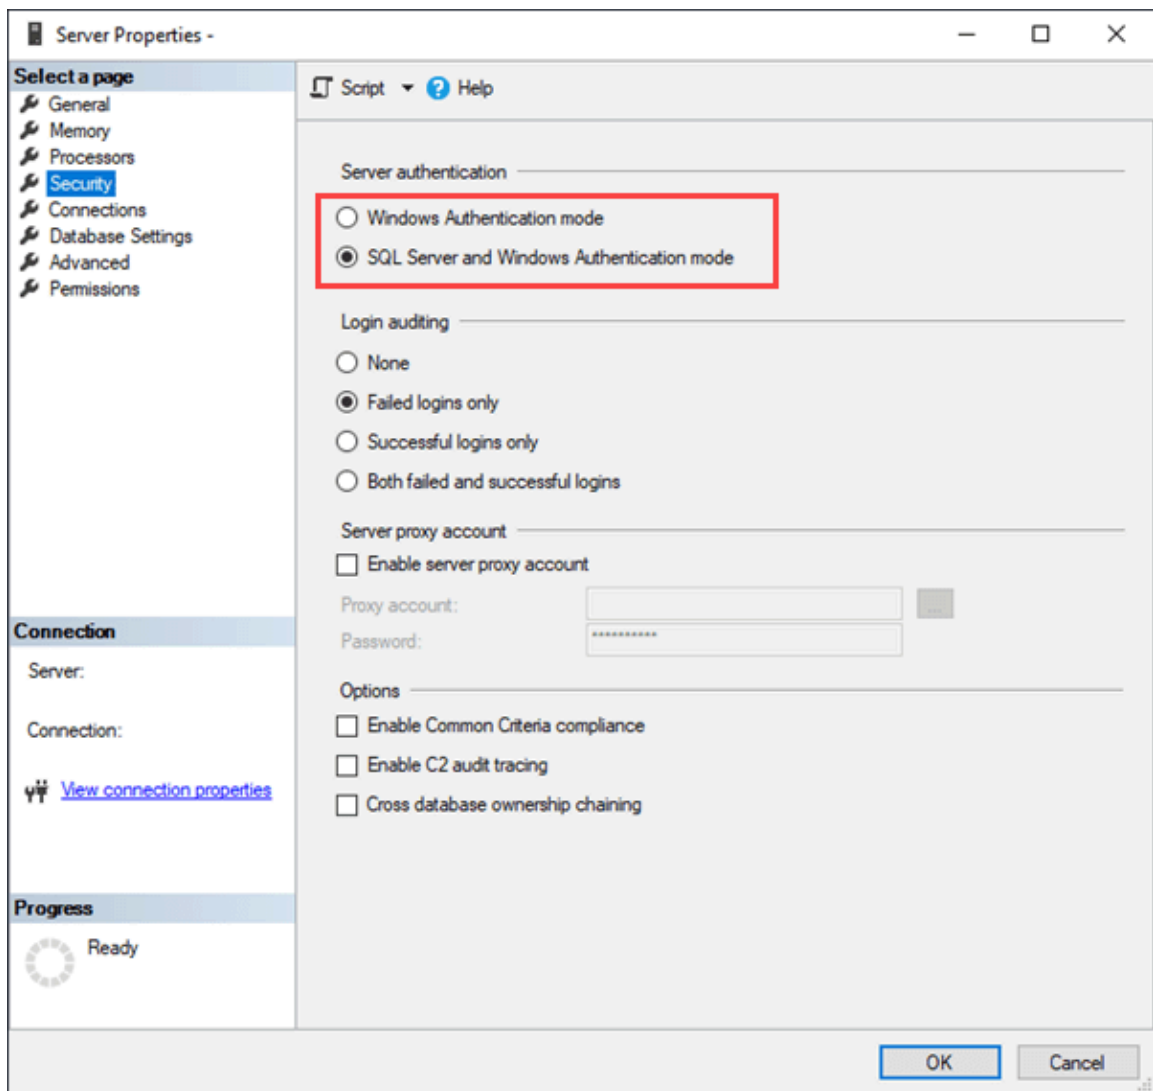 Server Properties -
Select a page
General
Memory
Processors
Security
Connections
Database Settings
Advanced
Permissions
Connection
Server:
Connection:
View connection properties
Progress
Ready
Script Help
Server authentication
Windows Authentication mode
SQL Server and Windows Authentication mode
Login auditing
None
Failed logins only
Successful logins only
Both failed and successful logins
Server proxy account
Enable server proxy account
Proxy account: ...
Password: **********
Options
Enable Common Criteria compliance
Enable C2 audit tracing
Cross database ownership chaining
OK Cancel